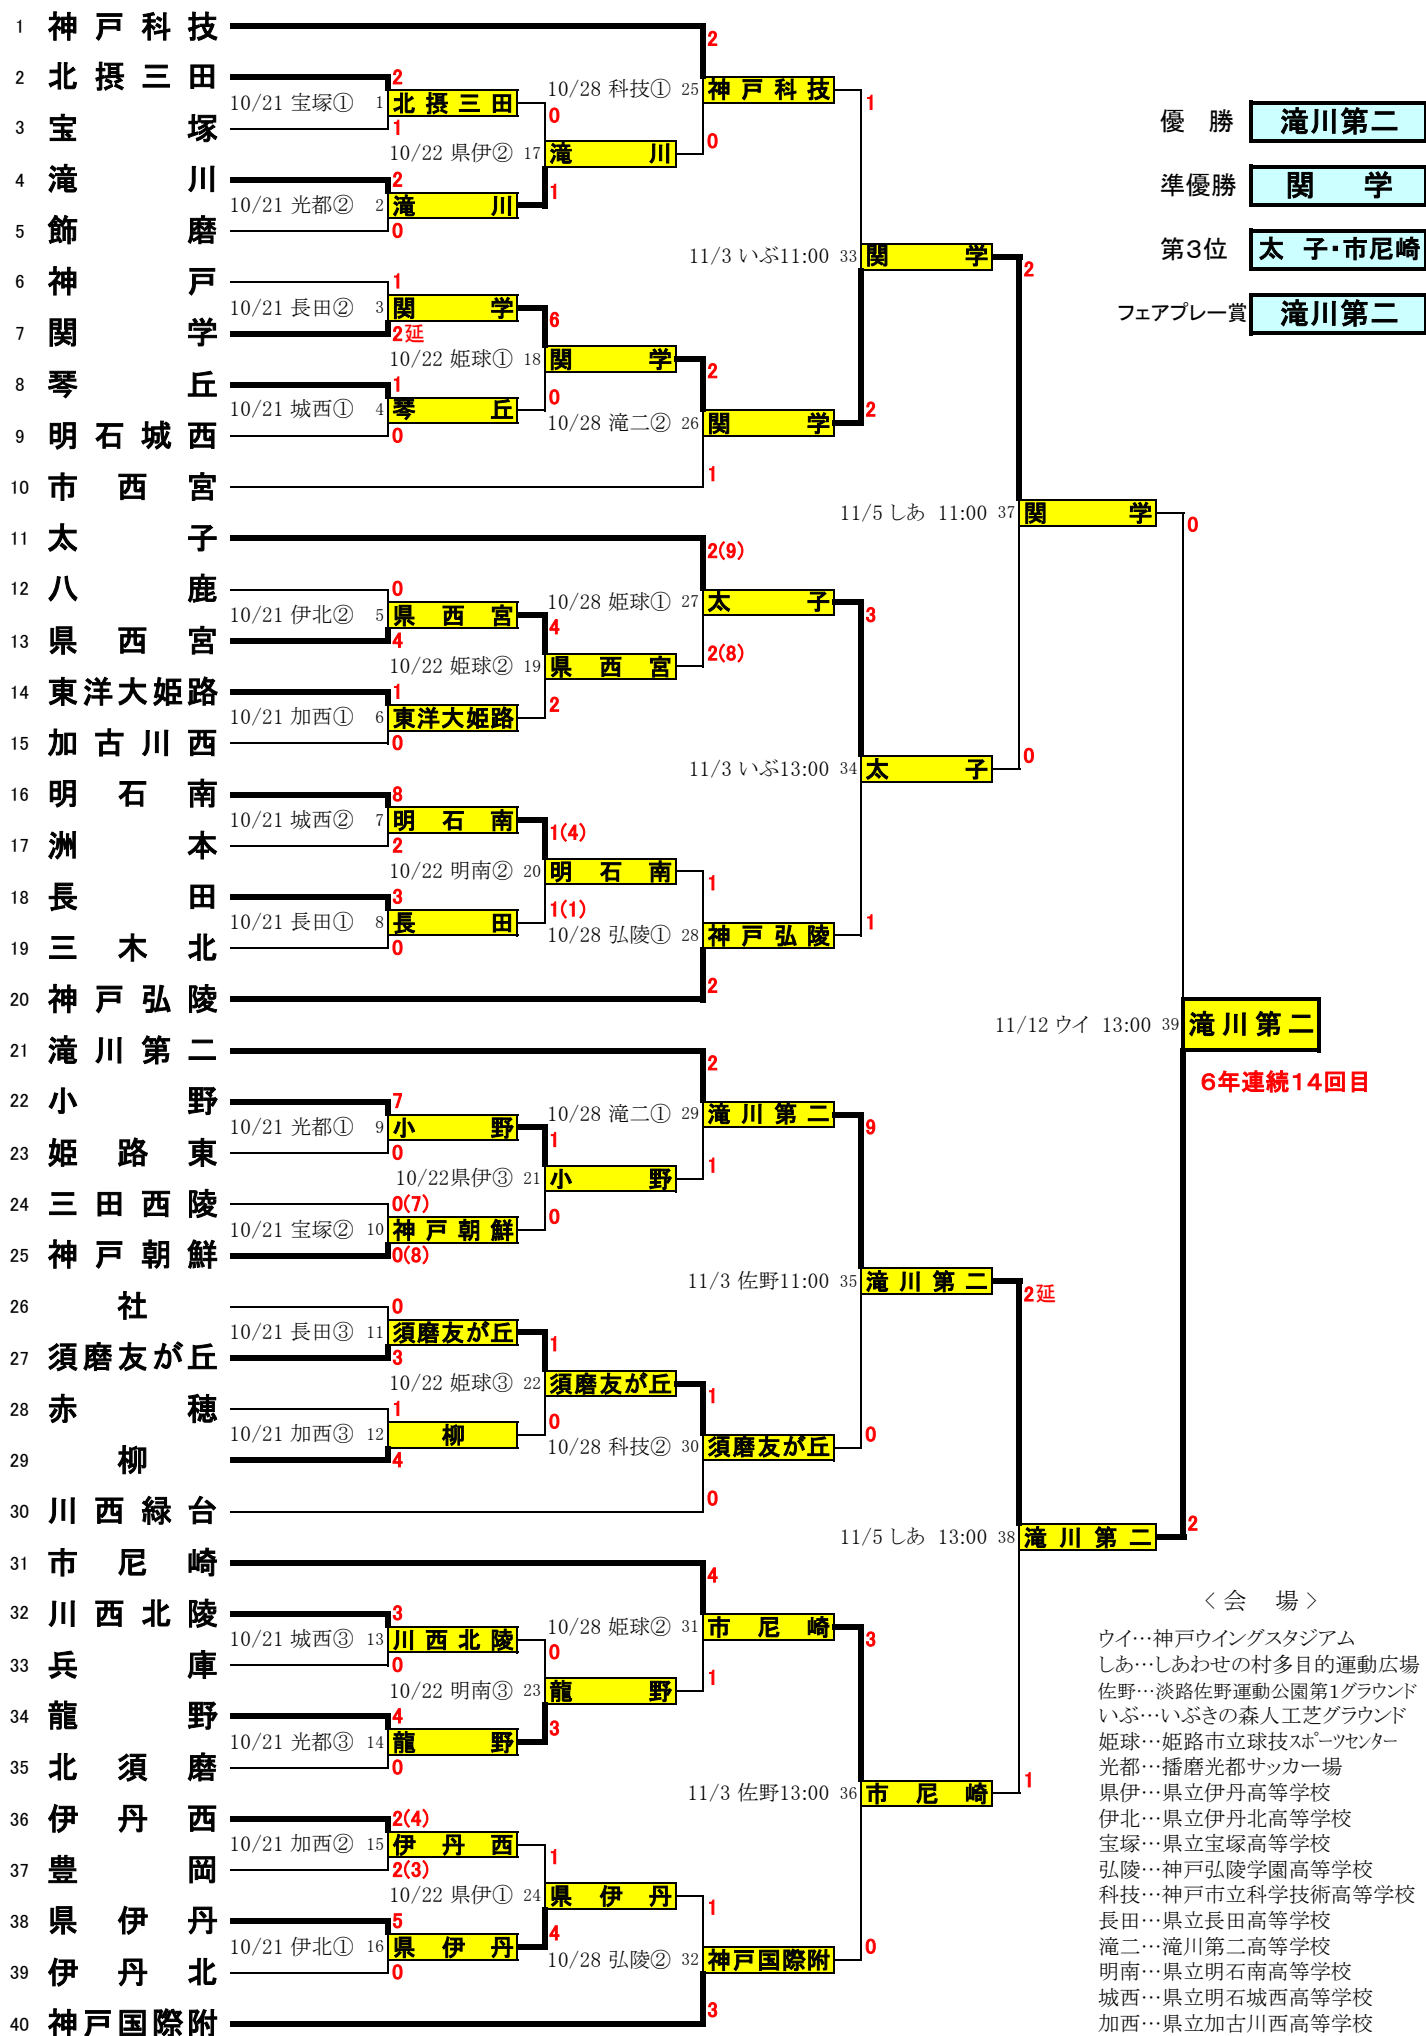 1 神戸科技
2
2 北摂三田
2
10/28 科技① 25 神戸科技
10/21 宝塚① 1 北摂三田
1
優 勝 滝川第二
0
3 宝塚
1
0
10/22 県伊② 17 滝川
4 滝川
2
準優勝 関 学
1
10/21 光都② 2 滝川
5 飾磨
0
第3位 太 子・市尼崎
11/3 いぶ11:00 33 関学
2
6 神戸
1
10/21 長田② 3 関学
フェアプレー賞 滝川第二
6
7 関学
2延
10/22 姫球① 18 関学
2
8 琴丘
1
0
2
10/21 城西① 4 琴丘
10/28 滝二② 26 関学
9 明石城西
0
1
10 市西宮
11/5 しあ 11:00 37 関学
0
11 太子
2(9)
12 八鹿
0
10/28 姫球① 27 太子
3
10/21 伊北② 5 県西宮
4
13 県西宮
4
2(8)
10/22 姫球② 19 県西宮
14 東洋大姫路
1
2
10/21 加西① 6 東洋大姫路
15 加古川西
0
0
11/3 いぶ13:00 34 太子
16 明石南
8
10/21 城西② 7 明石南
1(4)
17 洲本
2
10/22 明南② 20 明石南
1
18 長田
3
1(1)
10/21 長田① 8 長田
1
10/28 弘陵① 28 神戸弘陵
19 三木北
0
2
20 神戸弘陵
11/12 ウイ 13:00 39 滝川第二
21 滝川第二
2
6年連続14回目
22 小野
7
10/28 滝二① 29 滝川第二
9
10/21 光都① 9 小野
1
23 姫路東
0
1
10/22県伊③ 21 小野
24 三田西陵
0(7)
0
10/21 宝塚② 10 神戸朝鮮
25 神戸朝鮮
0(8)
11/3 佐野11:00 35 滝川第二
2延
26 社
0
10/21 長田③ 11 須磨友が丘
1
27 須磨友が丘
3
10/22 姫球③ 22 須磨友が丘
1
28 赤穂
1
0
10/21 加西③ 12 柳
0
10/28 科技② 30 須磨友が丘
29 柳
4
0
30 川西緑台
2
11/5 しあ 13:00 38 滝川第二
31 市尼崎
4
32 川西北陵
3
10/28 姫球② 31 市尼崎
3
10/21 城西③ 13 川西北陵
0
33 兵庫
0
1
10/22 明南③ 23 龍野
34 龍野
4
3
10/21 光都③ 14 龍野
35 北須磨
0
1
11/3 佐野13:00 36 市尼崎
36 伊丹西
2(4)
10/21 加西② 15 伊丹西
1
37 豊岡
2(3)
10/22 県伊① 24 県伊丹
1
38 県伊丹
5
4
10/21 伊北① 16 県伊丹
0
10/28 弘陵② 32 神戸国際附
39 伊丹北
0
3
40 神戸国際附
<会 場>
ウイ…神戸ウイングスタジアム
しあ…しあわせの村多目的運動広場
佐野…淡路佐野運動公園第1グラウンド
いぶ…いぶきの森人工芝グラウンド
姫球…姫路市立球技スポーツセンター
光都…播磨光都サッカー場
県伊…県立伊丹高等学校
伊北…県立伊丹北高等学校
宝塚…県立宝塚高等学校
弘陵…神戸弘陵学園高等学校
科技…神戸市立科学技術高等学校
長田…県立長田高等学校
滝二…滝川第二高等学校
明南…県立明石南高等学校
城西…県立明石城西高等学校
加西…県立加古川西高等学校